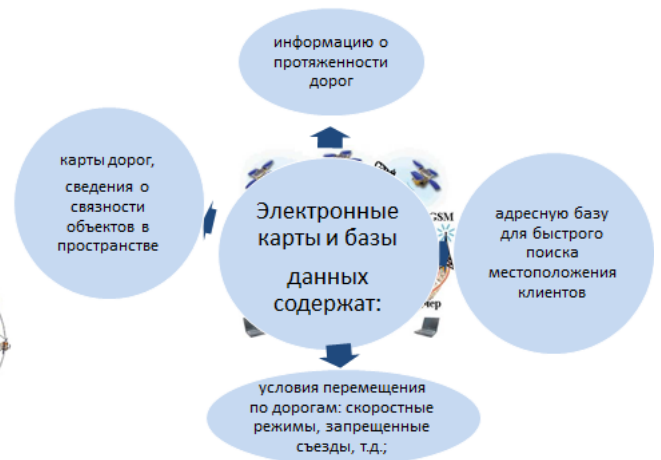 информацию о
протяженности
дорог
карты дорог,
сведения о
связности
объектов в
пространстве
Электронные
карты и базы
данных
содержат:
GSM
адресную базу
для быстрого
поиска
местоположения
клиентов
условия перемещения
по дорогам: скоростные
режимы, запрещенные
съезды, т.д.;